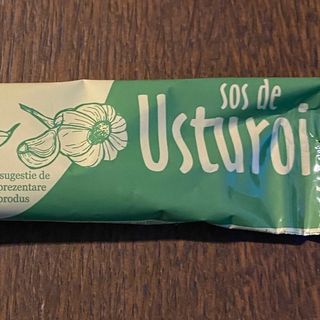 sos de
Usturoi
sugestie de
prezentare
produs